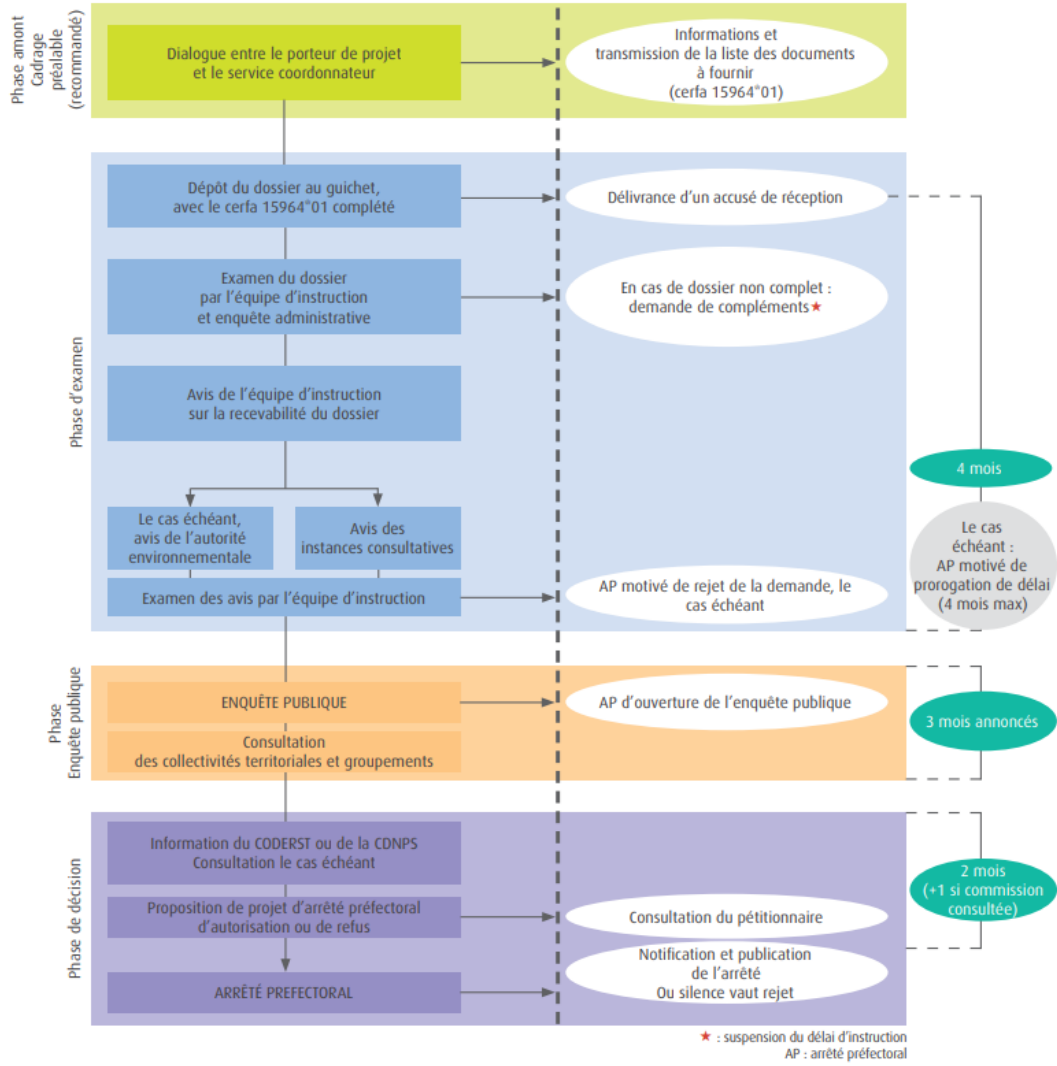 Phase amont
Cadrage
préalable
(recommandé)
Dialogue entre le porteur de projet
et le service coordonnateur
Informations et
transmission de la liste des documents
à fournir
(cerfa 15964*01)
Phase d'examen
Dépôt du dossier au guichet,
avec le cerfa 15964*01 complété
Délivrance d'un accusé de réception
Examen du dossier
par l'équipe d'instruction
et enquête administrative
En cas de dossier non complet :
demande de compléments★
Avis de l'équipe d'instruction
sur la recevabilité du dossier
4 mois
Le cas échéant,
avis de l'autorité
environnementale
Avis des
instances consultatives
Le cas
échéant :
AP motivé de
prorogation de délai
(4 mois max)
Examen des avis par l'équipe d'instruction
AP motivé de rejet de la demande, le
cas échéant
Phase
Enquête publique
ENQUÊTE PUBLIQUE
AP d'ouverture de l'enquête publique
3 mois annoncés
Consultation
des collectivités territoriales et groupements
Phase de décision
Information du CODERST ou de la CDNPS
Consultation le cas échéant
2 mois
(+1 si commission
consultée)
Proposition de projet d'arrêté préfectoral
d'autorisation ou de refus
Consultation du pétitionnaire
ARRÊTÉ PREFECTORAL
Notification et publication
de l'arrêté
Ou silence vaut rejet
★ : suspension du délai d'instruction
AP : arrêté préfectoral